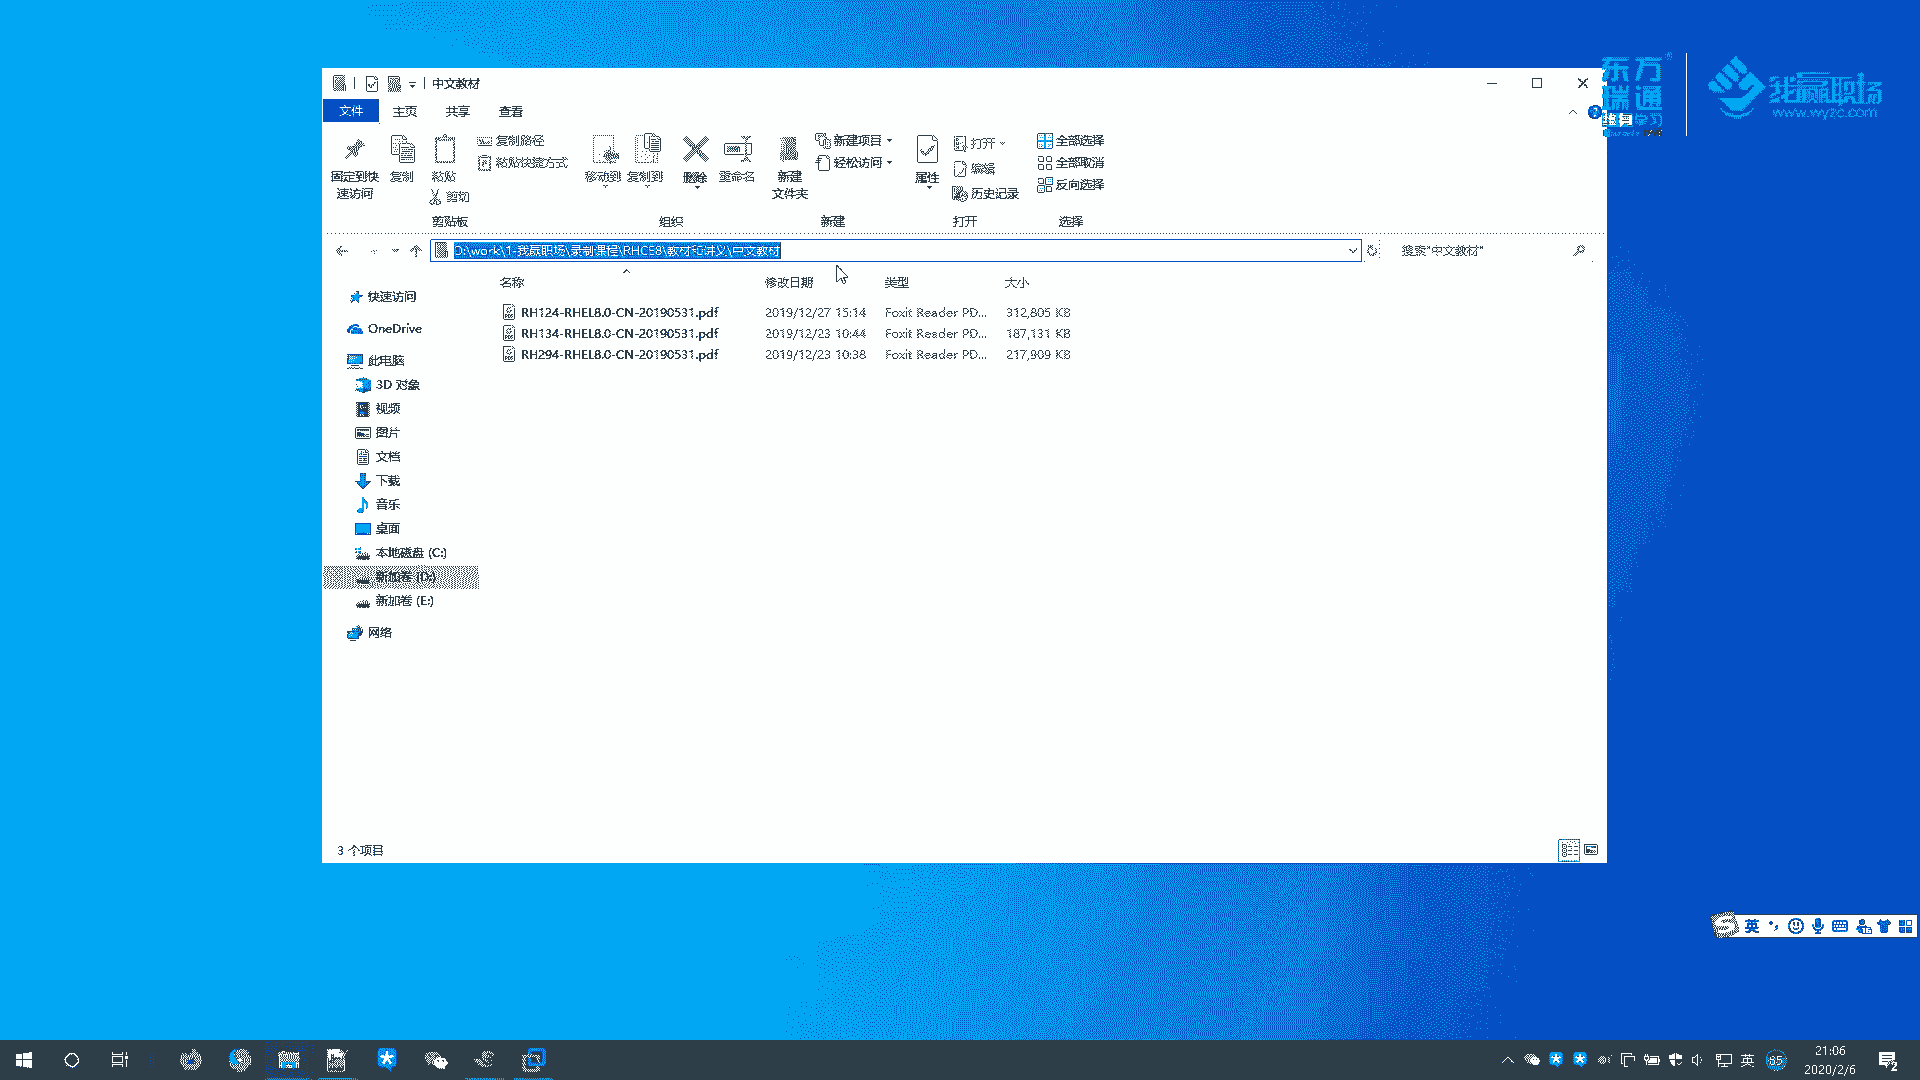 中文教材
文件 主页 共享 查看
固定到快速访问
复制
粘贴
剪切
复制路径
粘贴快捷方式
剪贴板
移动到
复制到
删除
重命名
组织
新建文件夹
新建项目
轻松访问
新建
属性
打开
编辑
历史记录
打开
全部选择
全部取消
反向选择
选择
D:\work\1-我赢职场\录制课程\RHCE8\教材和讲义\中文教材
搜索"中文教材"
名称 修改日期 类型 大小
RH124-RHEL8.0-CN-20190531.pdf 2019/12/27 15:14 Foxit Reader PD... 312,805 KB
RH134-RHEL8.0-CN-20190531.pdf 2019/12/23 10:44 Foxit Reader PD... 187,131 KB
RH294-RHEL8.0-CN-20190531.pdf 2019/12/23 10:38 Foxit Reader PD... 217,909 KB
快速访问
OneDrive
此电脑
3D 对象
视频
图片
文档
下载
音乐
桌面
本地磁盘 (C:)
新加卷 (D:)
新加卷 (E:)
网络
3 个项目
东方瑞通
终身学习
我赢职场
www.wyzc.com
英
英
65
21:06
2020/2/6
2